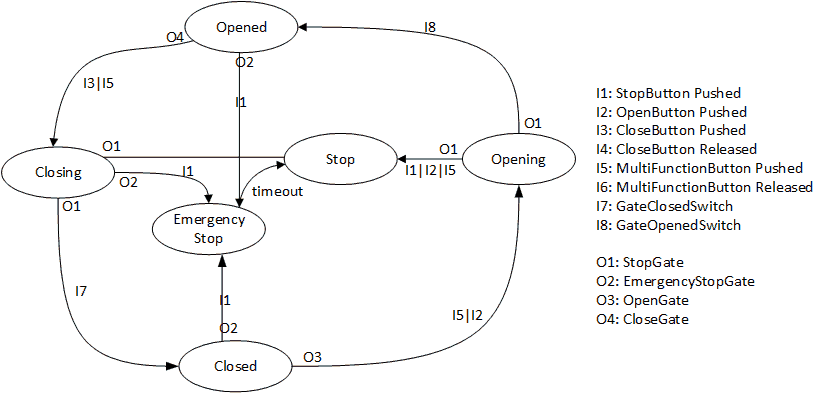 Opened
O4
O2
I8
I3|I5
I1
O1
O1
O1
Closing
I1
O2
O1
Stop
Opening
I1|I2|I5
timeout
Emergency
Stop
I7
I1
O2
I5|I2
Closed
O3
I1: StopButton Pushed
I2: OpenButton Pushed
I3: CloseButton Pushed
I4: CloseButton Released
I5: MultiFunctionButton Pushed
I6: MultiFunctionButton Released
I7: GateClosedSwitch
I8: GateOpenedSwitch
O1: StopGate
O2: EmergencyStopGate
O3: OpenGate
O4: CloseGate